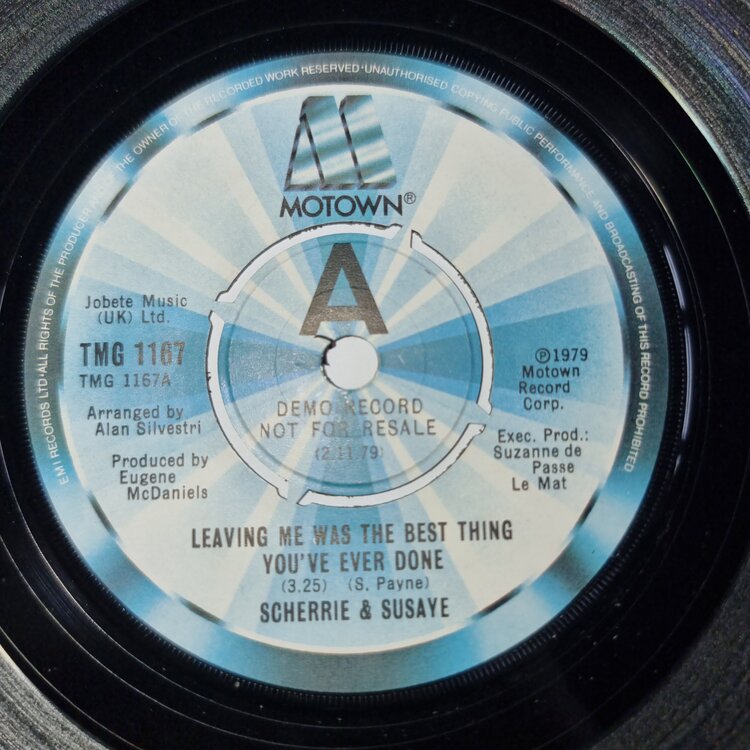 THE OWNER OF THE RECORDED WORK RESERVED·UNAUTHORISED COPYING PUBLIC PERFORMANCE AND BROADCASTING OF THIS RECORD PROHIBITED
EMI RECORDS LTD·ALL RIGHTS OF THE PRODUCER AND
MOTOWN®
A
Jobete Music
(UK) Ltd.
TMG 1167
TMG 1167A
Arranged by
Alan Silvestri
Produced by
Eugene
McDaniels
℗1979
Motown
Record
Corp.
Exec. Prod.:
Suzanne de
Passe
Le Mat
DEMO RECORD
NOT FOR RESALE
(2.11.79)
LEAVING ME WAS THE BEST THING
YOU'VE EVER DONE
(3.25) (S. Payne)
SCHERRIE & SUSAYE